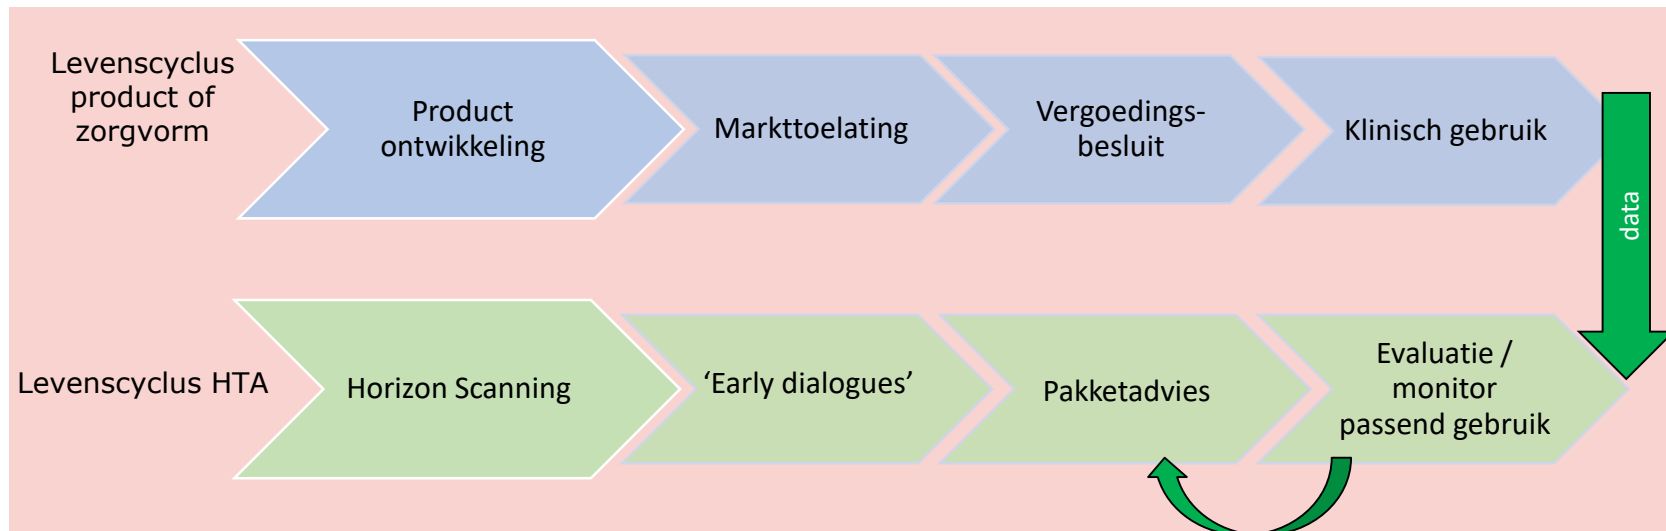 Levenscyclus
product of
zorgvorm
Product
ontwikkeling
Markttoelating
Vergoedings-
besluit
Klinisch gebruik
data
Levenscyclus HTA
Horizon Scanning
‘Early dialogues’
Pakketadvies
Evaluatie /
monitor
passend gebruik